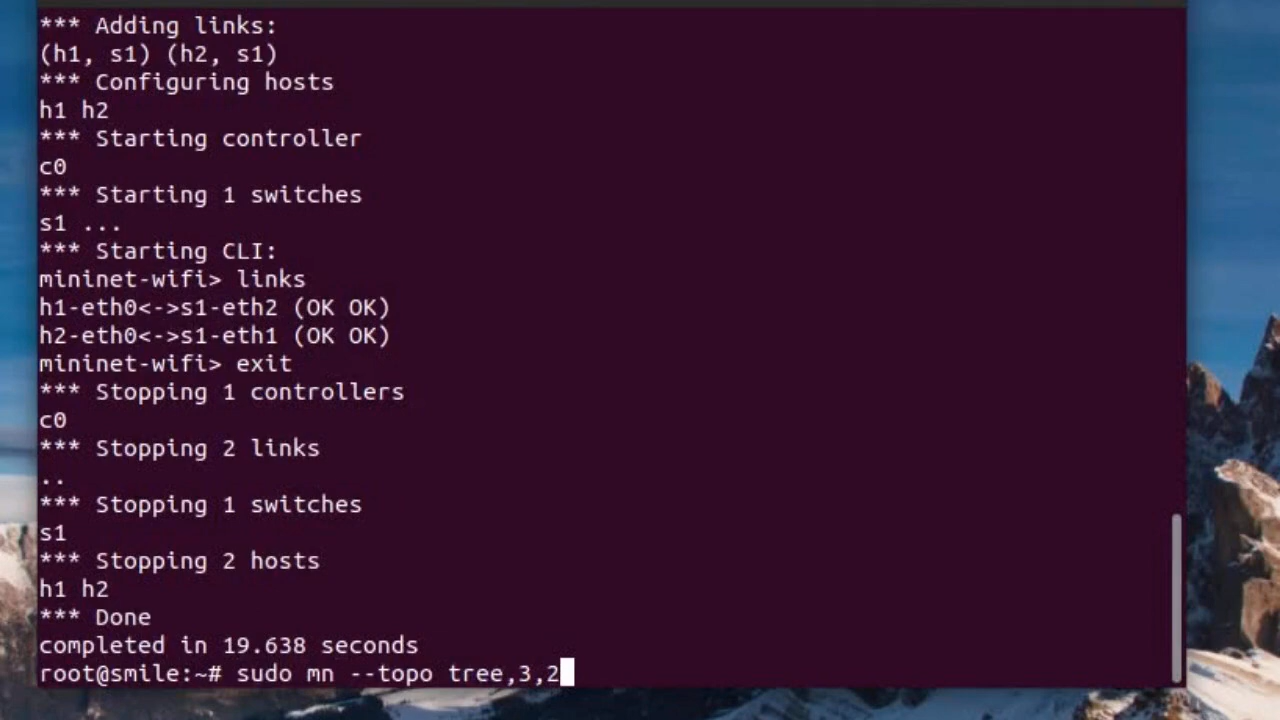 *** Adding links:
(h1, s1) (h2, s1)
*** Configuring hosts
h1 h2
*** Starting controller
c0
*** Starting 1 switches
s1 ...
*** Starting CLI:
mininet-wifi> links
h1-eth0<->s1-eth2 (OK OK)
h2-eth0<->s1-eth1 (OK OK)
mininet-wifi> exit
*** Stopping 1 controllers
c0
*** Stopping 2 links
..
*** Stopping 1 switches
s1
*** Stopping 2 hosts
h1 h2
*** Done
completed in 19.638 seconds
root@smile:~# sudo mn --topo tree,3,2